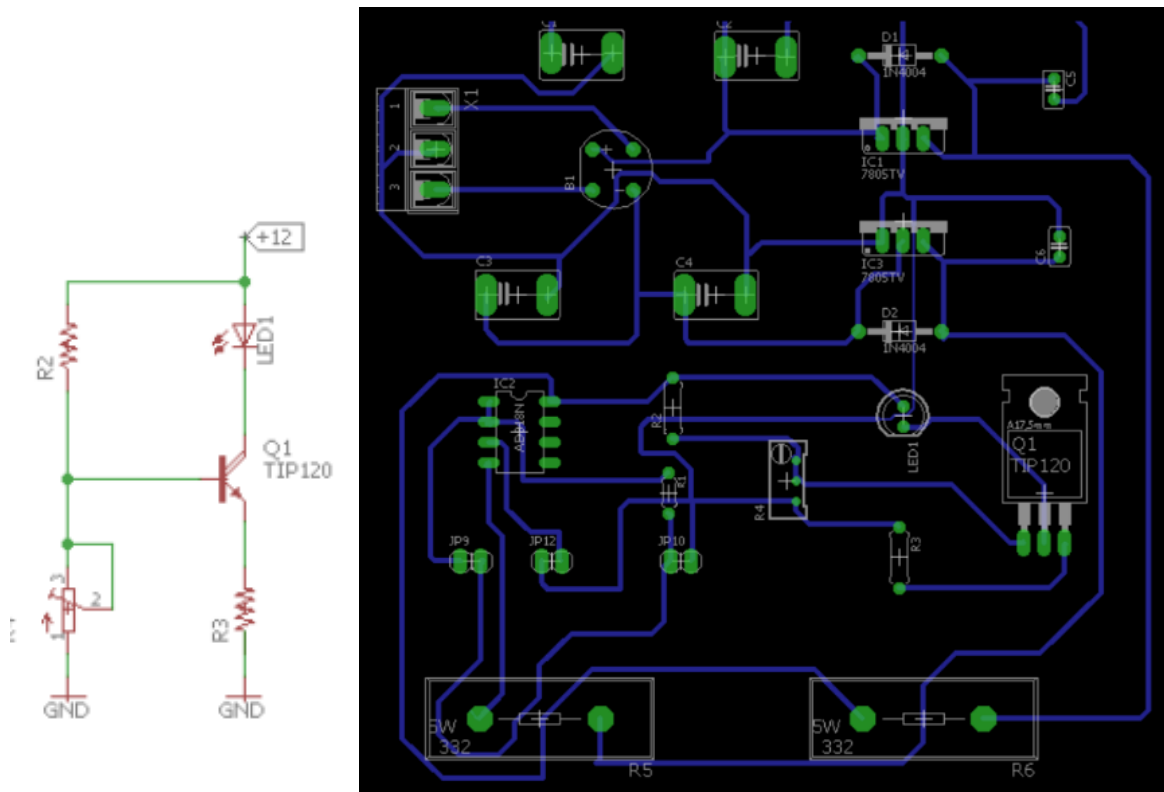 +12
R2
LED1
Q1
TIP120
3
2
1
R3
GND
GND
X1
1
2
3
B1
D1
1N4004
C5
IC1
7805TV
IC3
7805TV
C6
C3
C4
D2
1N4004
IC2
R2
LED1
A17,5mm
Q1
TIP120
R1
R4
R3
JP9
JP12
JP10
5W
332
R5
5W
332
R6